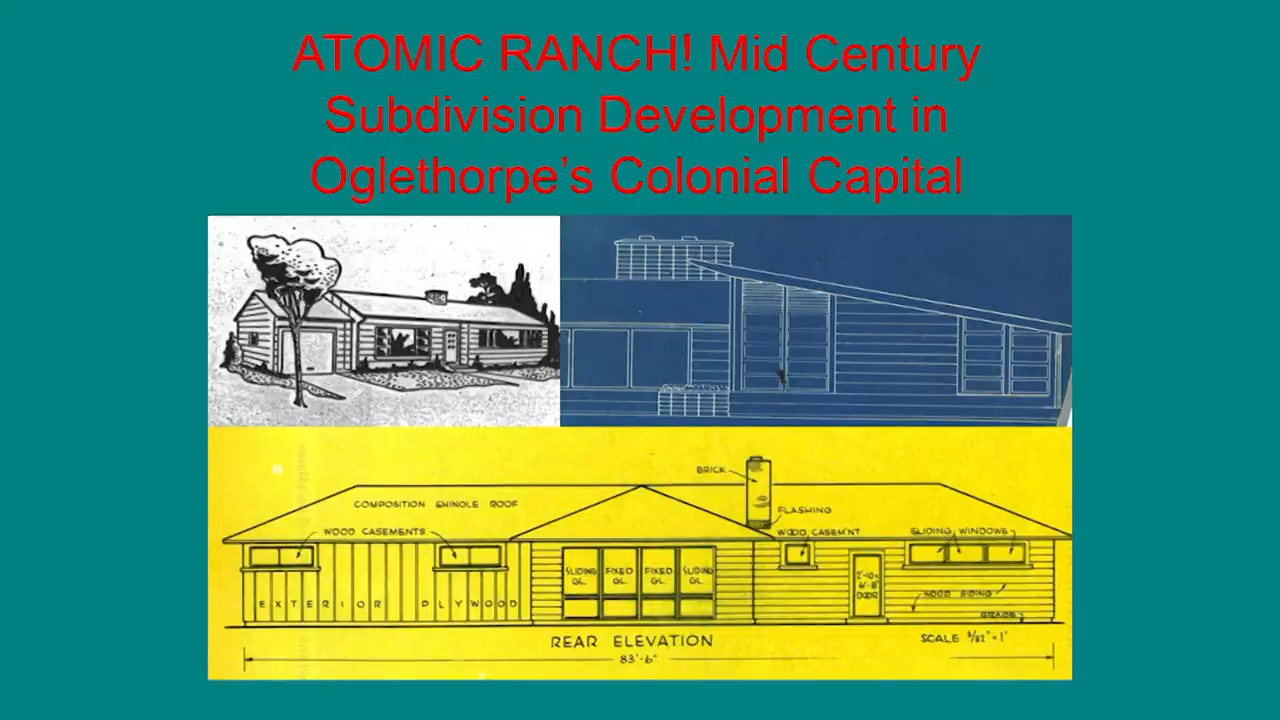 ATOMIC RANCH! Mid Century
Subdivision Development in
Oglethorpe’s Colonial Capital
BRICK
COMPOSITION SHINGLE ROOF
FLASHING
WOOD CASEMENTS
WOOD CASEM'NT
SLIDING WINDOWS
SLIDING GL.
FIXED GL.
FIXED GL.
SLIDING GL.
2'-10x
6'-8"
DOOR
WOOD SIDING
EXTERIOR PLYWOOD
GRADE
REAR ELEVATION
SCALE 3/32" = 1'
83'-6"